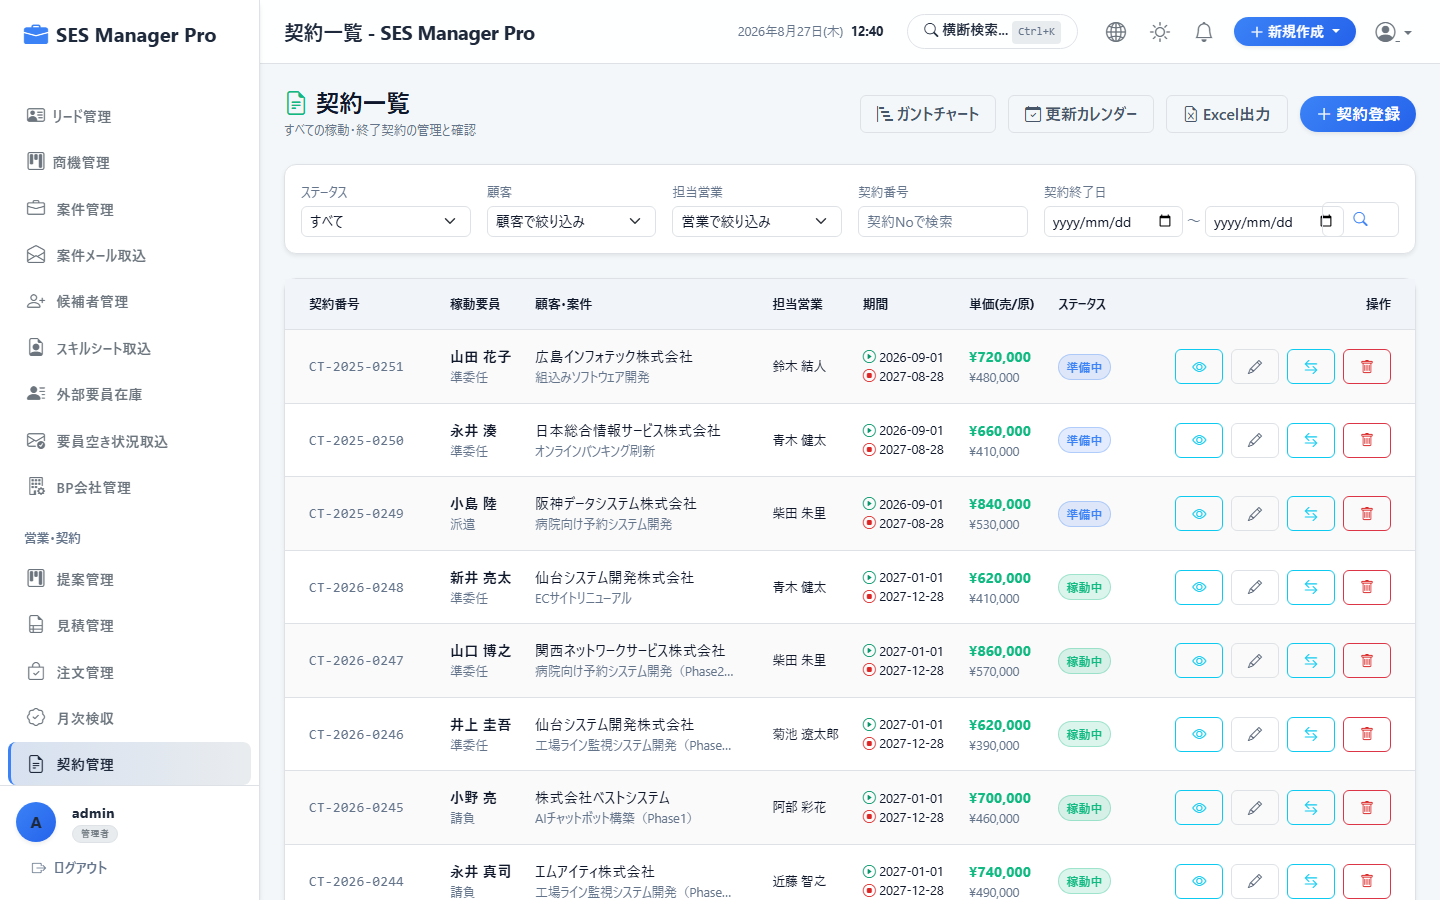 SES Manager Pro
契約一覧 - SES Manager Pro
2026年8月27日(木) 12:40
横断検索... Ctrl+K
新規作成
リード管理
商機管理
案件管理
案件メール取込
候補者管理
スキルシート取込
外部要員在庫
要員空き状況取込
BP会社管理
営業・契約
提案管理
見積管理
注文管理
月次検収
契約管理
A
admin
管理者
ログアウト
契約一覧
すべての稼動・終了契約の管理と確認
ガントチャート
更新カレンダー
Excel出力
契約登録
ステータス
すべて
顧客
顧客で絞り込み
担当営業
営業で絞り込み
契約番号
契約Noで検索
契約終了日
yyyy/mm/dd ～ yyyy/mm/dd
契約番号 稼動要員 顧客・案件 担当営業 期間 単価(売/原) ステータス 操作
CT-2025-0251 山田 花子 広島インフォテック株式会社 鈴木 結人 2026-09-01 ¥720,000 準備中
準委任 組込みソフトウェア開発 2027-08-28 ¥480,000
CT-2025-0250 永井 湊 日本総合情報サービス株式会社 青木 健太 2026-09-01 ¥660,000 準備中
準委任 オンラインバンキング刷新 2027-08-28 ¥410,000
CT-2025-0249 小島 陸 阪神データシステム株式会社 柴田 朱里 2026-09-01 ¥840,000 準備中
派遣 病院向け予約システム開発 2027-08-28 ¥530,000
CT-2026-0248 新井 亮太 仙台システム開発株式会社 青木 健太 2027-01-01 ¥620,000 稼動中
準委任 ECサイトリニューアル 2027-12-28 ¥410,000
CT-2026-0247 山口 博之 関西ネットワークサービス株式会社 柴田 朱里 2027-01-01 ¥860,000 稼動中
準委任 病院向け予約システム開発（Phase2... 2027-12-28 ¥570,000
CT-2026-0246 井上 圭吾 仙台システム開発株式会社 菊池 遼太郎 2027-01-01 ¥620,000 稼動中
準委任 工場ライン監視システム開発（Phase... 2027-12-28 ¥390,000
CT-2026-0245 小野 亮 株式会社ベストシステム 阿部 彩花 2027-01-01 ¥700,000 稼動中
請負 AIチャットボット構築（Phase1） 2027-12-28 ¥460,000
CT-2026-0244 永井 真司 エムアイティ株式会社 近藤 智之 2027-01-01 ¥740,000 稼動中
請負 工場ライン監視システム開発（Phase... 2027-12-28 ¥490,000